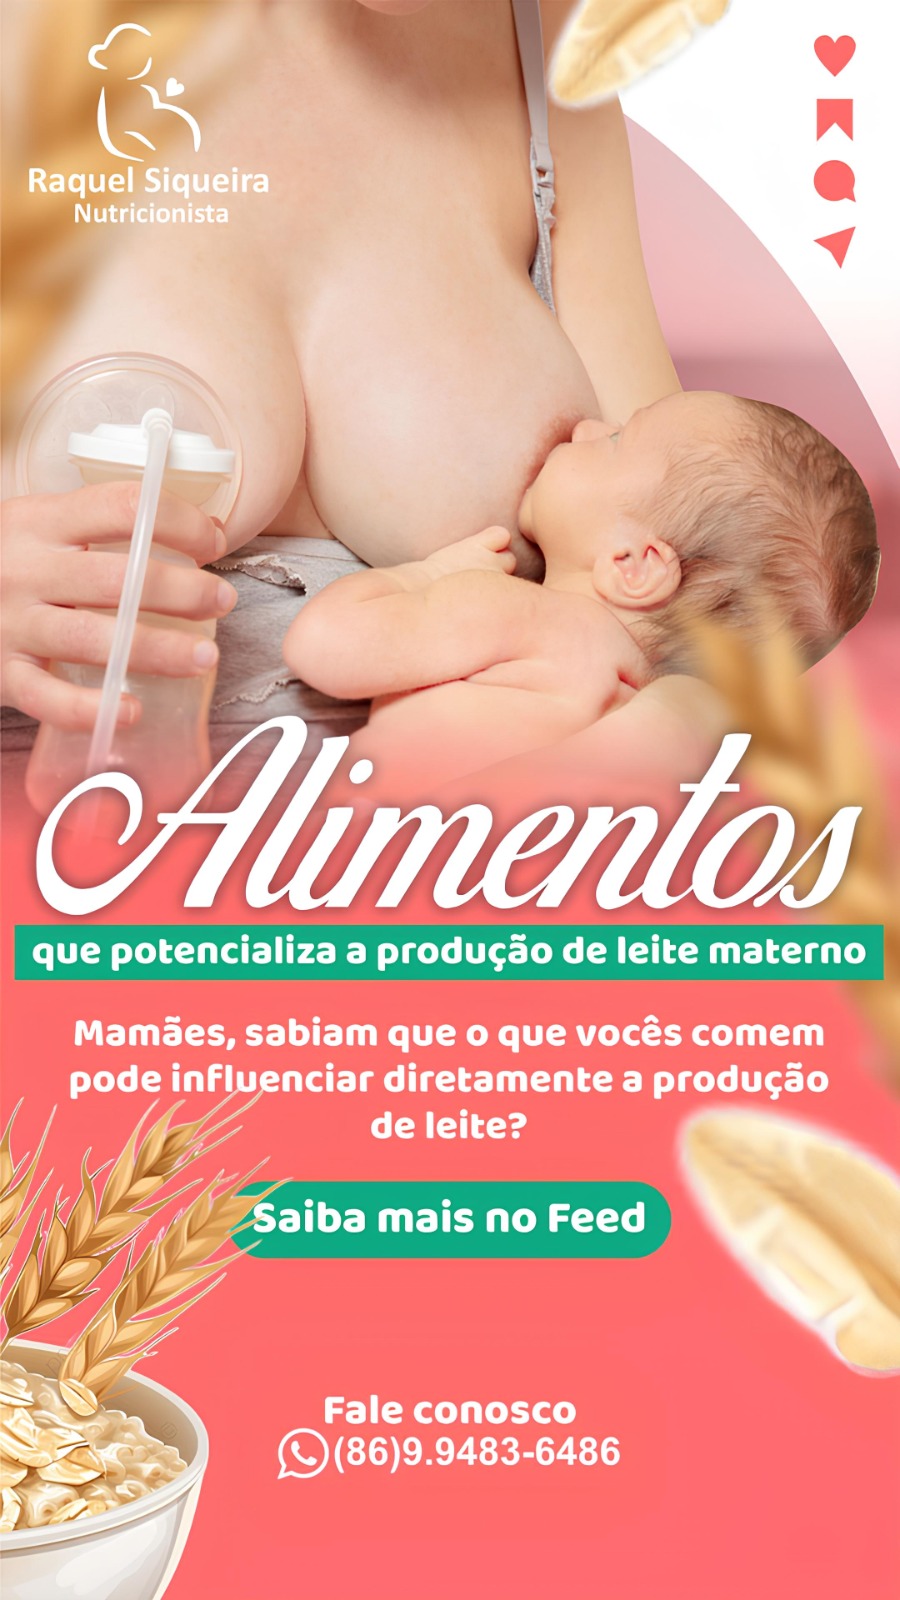 Raquel Siqueira
Nutricionista
Alimentos
que potencializa a produção de leite materno
Mamães, sabiam que o que vocês comem
pode influenciar diretamente a produção
de leite?
Saiba mais no Feed
Fale conosco
(86)9.9483-6486